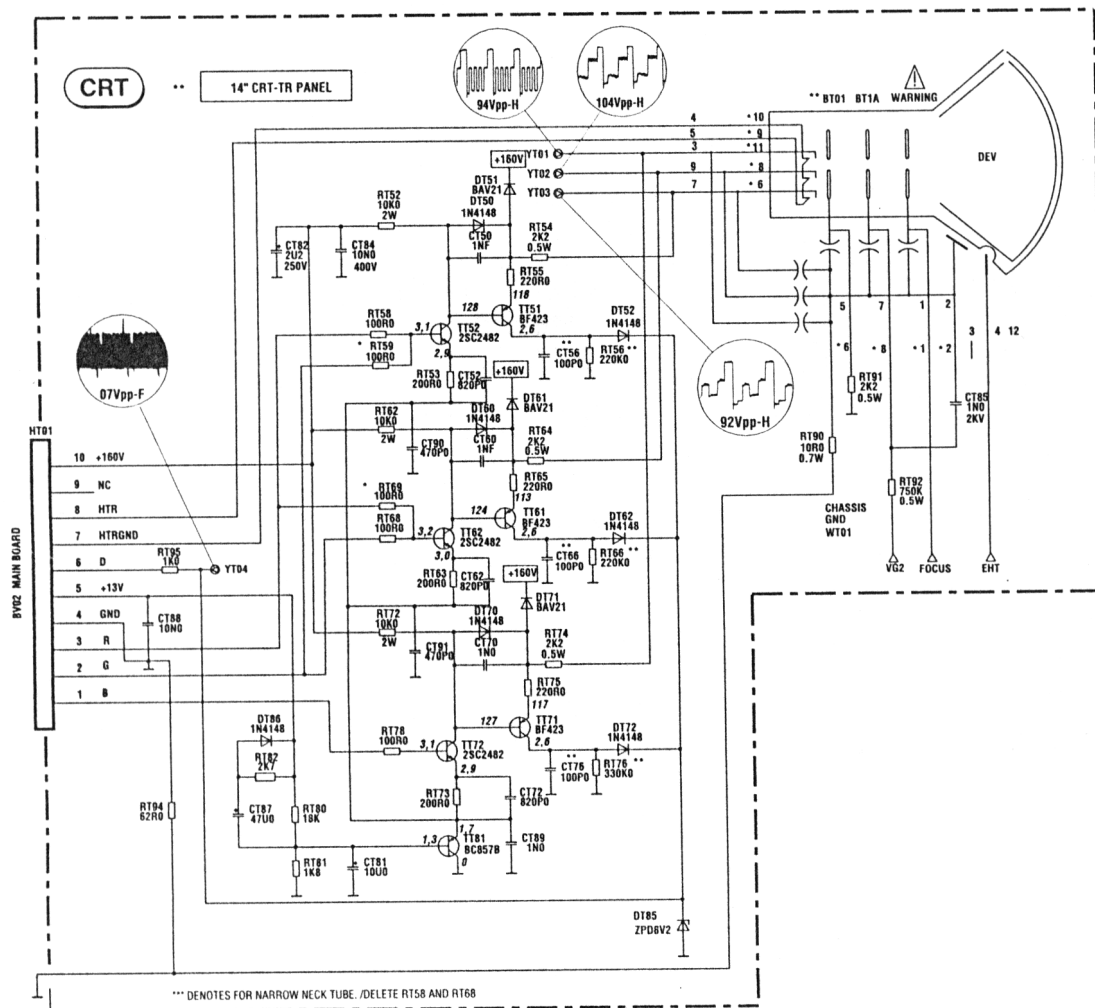 CRT
**
14" CRT-TR PANEL
94Vpp-H
104Vpp-H
** BT01 BT1A WARNING
4 *10
5 * 9
3 *11
9 * 8
7 * 6
DEV
YT01
YT02
YT03
+160V
DT51
BAV21
DT50
1N4148
RT52
10K0
2W
CT82
2U2
250V
CT84
10N0
400V
CT50
1NF
RT54
2K2
0.5W
RT55
220R0
118
128
TT51
BF423
2,6
DT52
1N4148
RT58
100R0
3,1
TT52
2SC2482
* RT59
100R0
2,9
RT53
200R0
CT52
820P0
**
CT56
100P0
RT56 **
220K0
+160V
DT61
BAV21
07Vpp-F
92Vpp-H
5 7 1 2
3 4 12
*6 *8 *1 *2
RT91
2K2
0.5W
CT85
1N0
2KV
RT90
10R0
0.7W
RT92
750K
0.5W
CHASSIS
GND
WT01
VG2
FOCUS
EHT
RT62
10K0
2W
DT60
1N4148
CT60
1NF
CT90
470P0
RT64
2K2
0.5W
RT65
220R0
113
* RT69
100R0
RT68
100R0
124
TT61
BF423
2,6
3,2
TT62
2SC2482
3,0
DT62
1N4148
RT63
200R0
CT62
820P0
**
CT66
100P0
RT66 **
220K0
+160V
DT71
BAV21
HT01
BV02 MAIN BOARD
10 +160V
9 NC
8 HTR
7 HTRGND
6 D
5 +13V
4 GND
3 R
2 G
1 B
RT95
1K0
YT04
CT88
10N0
RT72
10K0
2W
DT70
1N4148
CT70
1N0
CT91
470P0
RT74
2K2
0.5W
RT75
220R0
117
127
TT71
BF423
2,6
DT72
1N4148
RT78
100R0
3,1
TT72
2SC2482
2,9
**
CT76
100P0
RT76 **
330K0
RT73
200R0
CT72
820P0
DT86
1N4148
RT82
2K7
CT87
47U0
RT80
18K
RT94
62R0
1,7
1,3
TT81
BC857B
0
CT89
1N0
RT81
1K8
CT81
10U0
DT85
ZPD8V2
*** DENOTES FOR NARROW NECK TUBE. /DELETE RT58 AND RT68